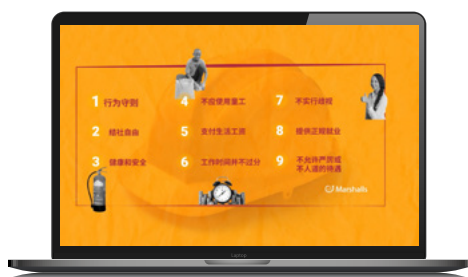 1 行为守则
2 结社自由
3 健康和安全
4 不应使用童工
5 支付生活工资
6 工作时间并不过分
7 不实行歧视
8 提供正规就业
9 不允许严厉或
不人道的待遇
Marshalls
Laptop